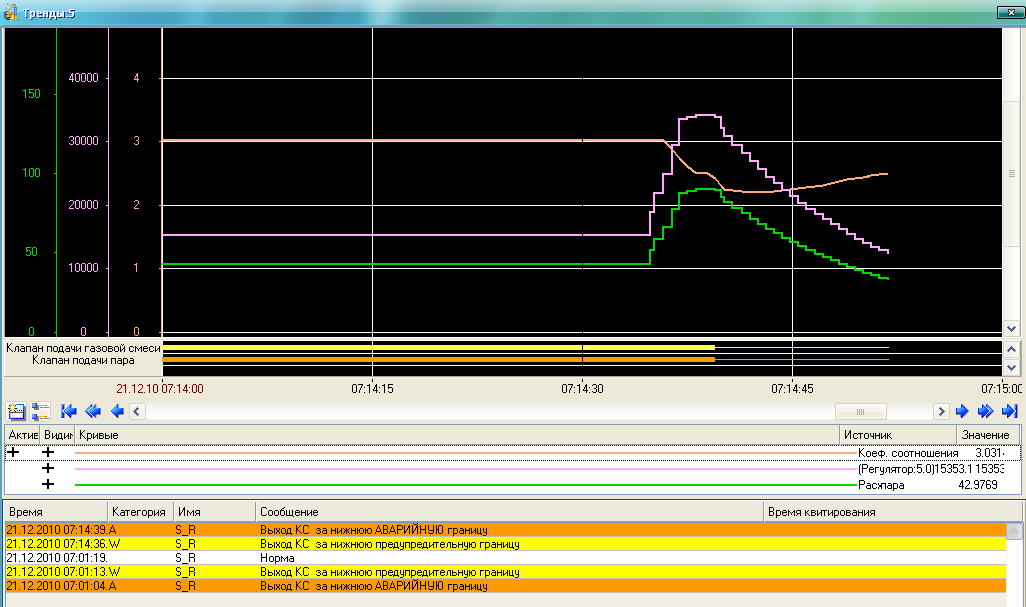 Тренды:5
40000 4
150
30000 3
100
20000 2
50
10000 1
0 0 0
Клапан подачи газовой смеси
Клапан подачи пара
21.12.10 07:14:00 07:14:15 07:14:30 07:14:45 07:15:00
Актив Видим Кривые Источник Значение
Коеф. соотношения 3.031
(Регулятор:5.0)15353.1 15353
Расхпара 42.9769
Время Категория Имя Сообщение Время квитирования
21.12.2010 07:14:39. A S_R Выход КС за нижнюю АВАРИЙНУЮ границу
21.12.2010 07:14:36. W S_R Выход КС за нижнюю предупредительную границу
21.12.2010 07:01:19. S_R Норма
21.12.2010 07:01:13. W S_R Выход КС за нижнюю предупредительную границу
21.12.2010 07:01:04. A S_R Выход КС за нижнюю АВАРИЙНУЮ границу